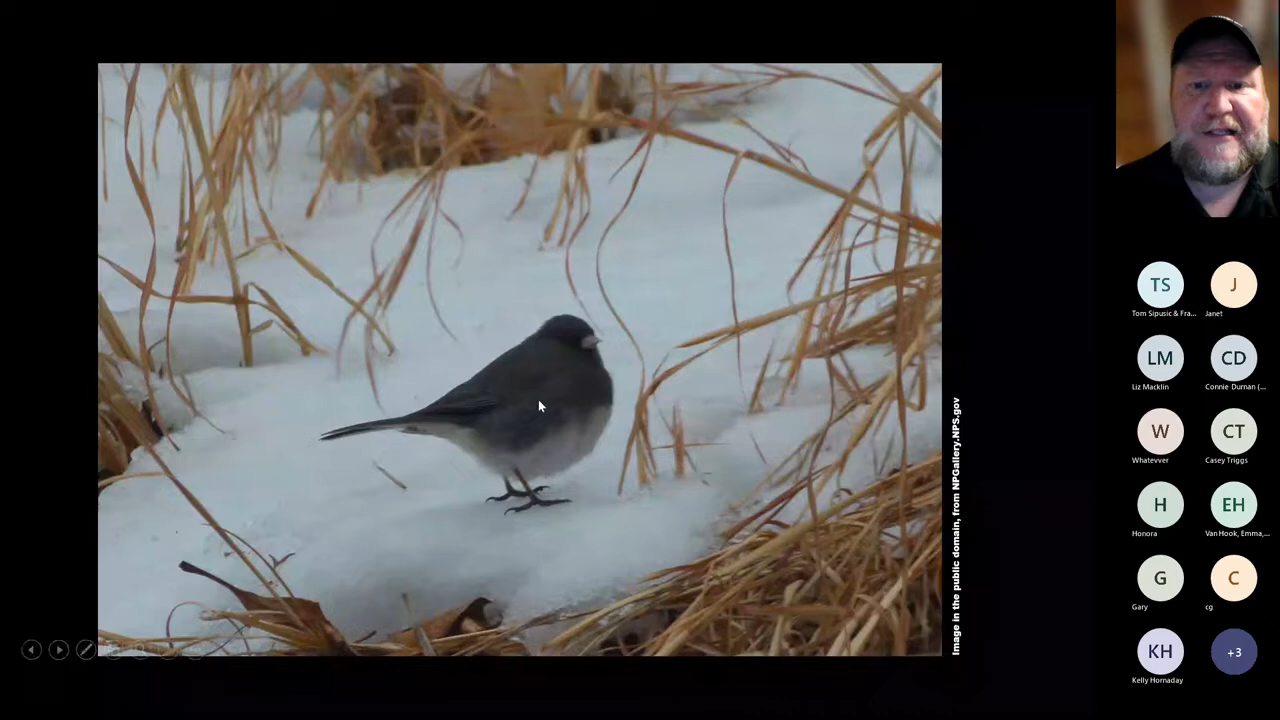 Image in the public domain, from NPGallery.NPS.gov
TS
Tom Sipusic & Fra...
J
Janet
LM
Liz Macklin
CD
Connie Durnan (...
W
Whatevver
CT
Casey Triggs
H
Honora
EH
Van Hook, Emma,...
G
Gary
C
cg
KH
Kelly Hornaday
+3